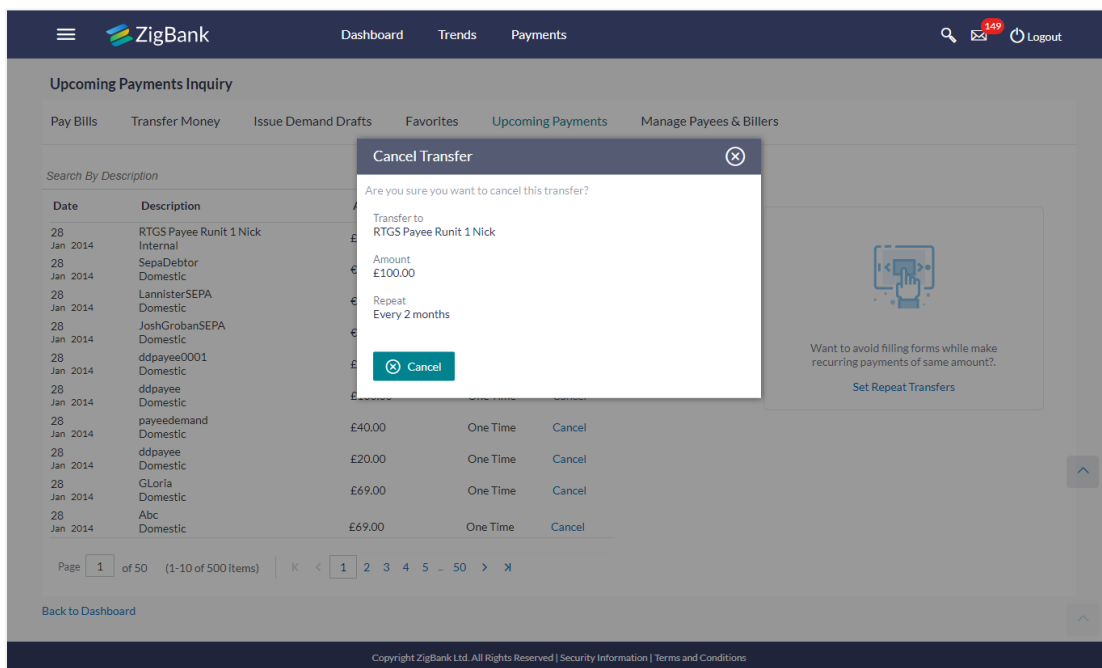 ZigBank
Dashboard Trends Payments
149
Logout
Upcoming Payments Inquiry
Pay Bills Transfer Money Issue Demand Drafts Favorites Upcoming Payments Manage Payees & Billers
Search By Description
Date Description
28 Jan 2014 RTGS Payee Runit 1 Nick Internal £
28 Jan 2014 SepaDebtor Domestic €
28 Jan 2014 LannisterSEPA Domestic €
28 Jan 2014 JoshGrobanSEPA Domestic €
28 Jan 2014 ddpayee0001 Domestic £
28 Jan 2014 ddpayee Domestic
28 Jan 2014 payeedemand Domestic £40.00 One Time Cancel
28 Jan 2014 ddpayee Domestic £20.00 One Time Cancel
28 Jan 2014 GLoria Domestic £69.00 One Time Cancel
28 Jan 2014 Abc Domestic £69.00 One Time Cancel
Cancel Transfer
Are you sure you want to cancel this transfer?
Transfer to
RTGS Payee Runit 1 Nick
Amount
£100.00
Repeat
Every 2 months
Cancel
Want to avoid filling forms while make
recurring payments of same amount?.
Set Repeat Transfers
Page 1 of 50 (1-10 of 500 items) K < 1 2 3 4 5 .. 50 >
Back to Dashboard
Copyright ZigBank Ltd. All Rights Reserved | Security Information | Terms and Conditions